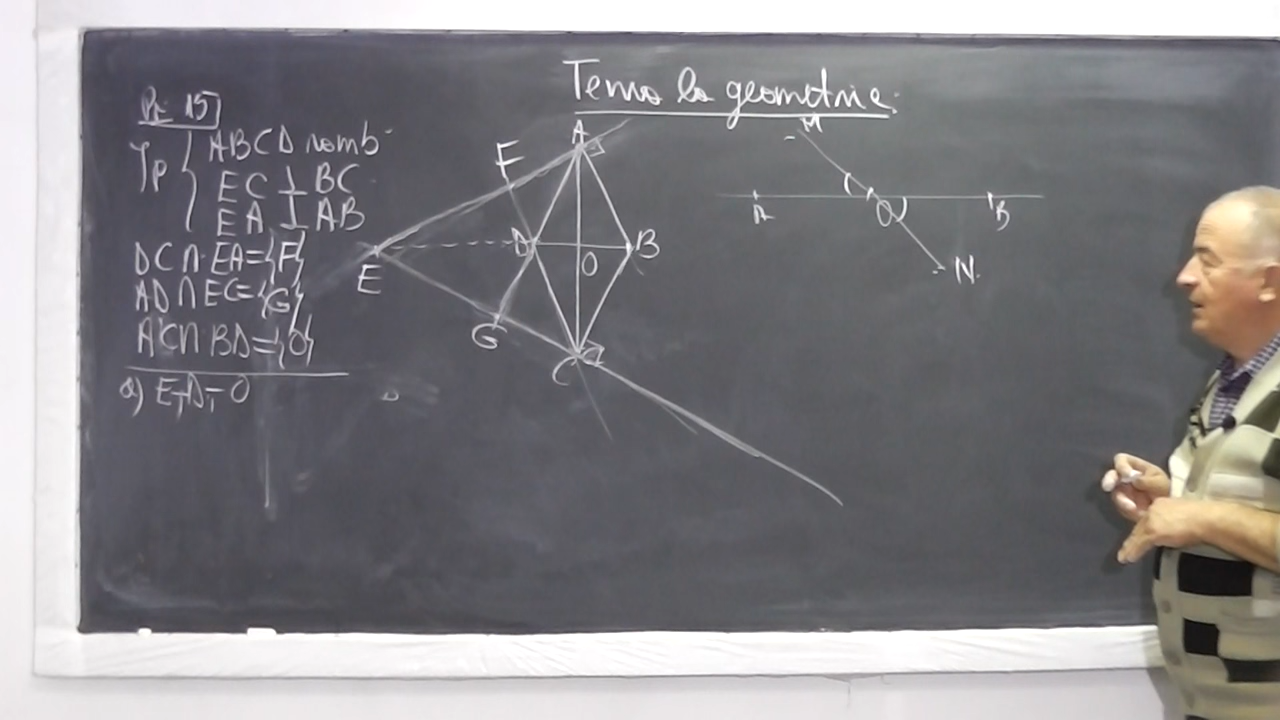 Tema la geometrie.
Pr 15
Ip { ABCD romb
EC ⊥ BC
EA ⊥ AB
DC ∩ EA = {F}
AD ∩ EC = {G}
AC ∩ BD = {O}
a) E, D, O
A
F
D
B
O
E
G
C
M
A
O
B
N